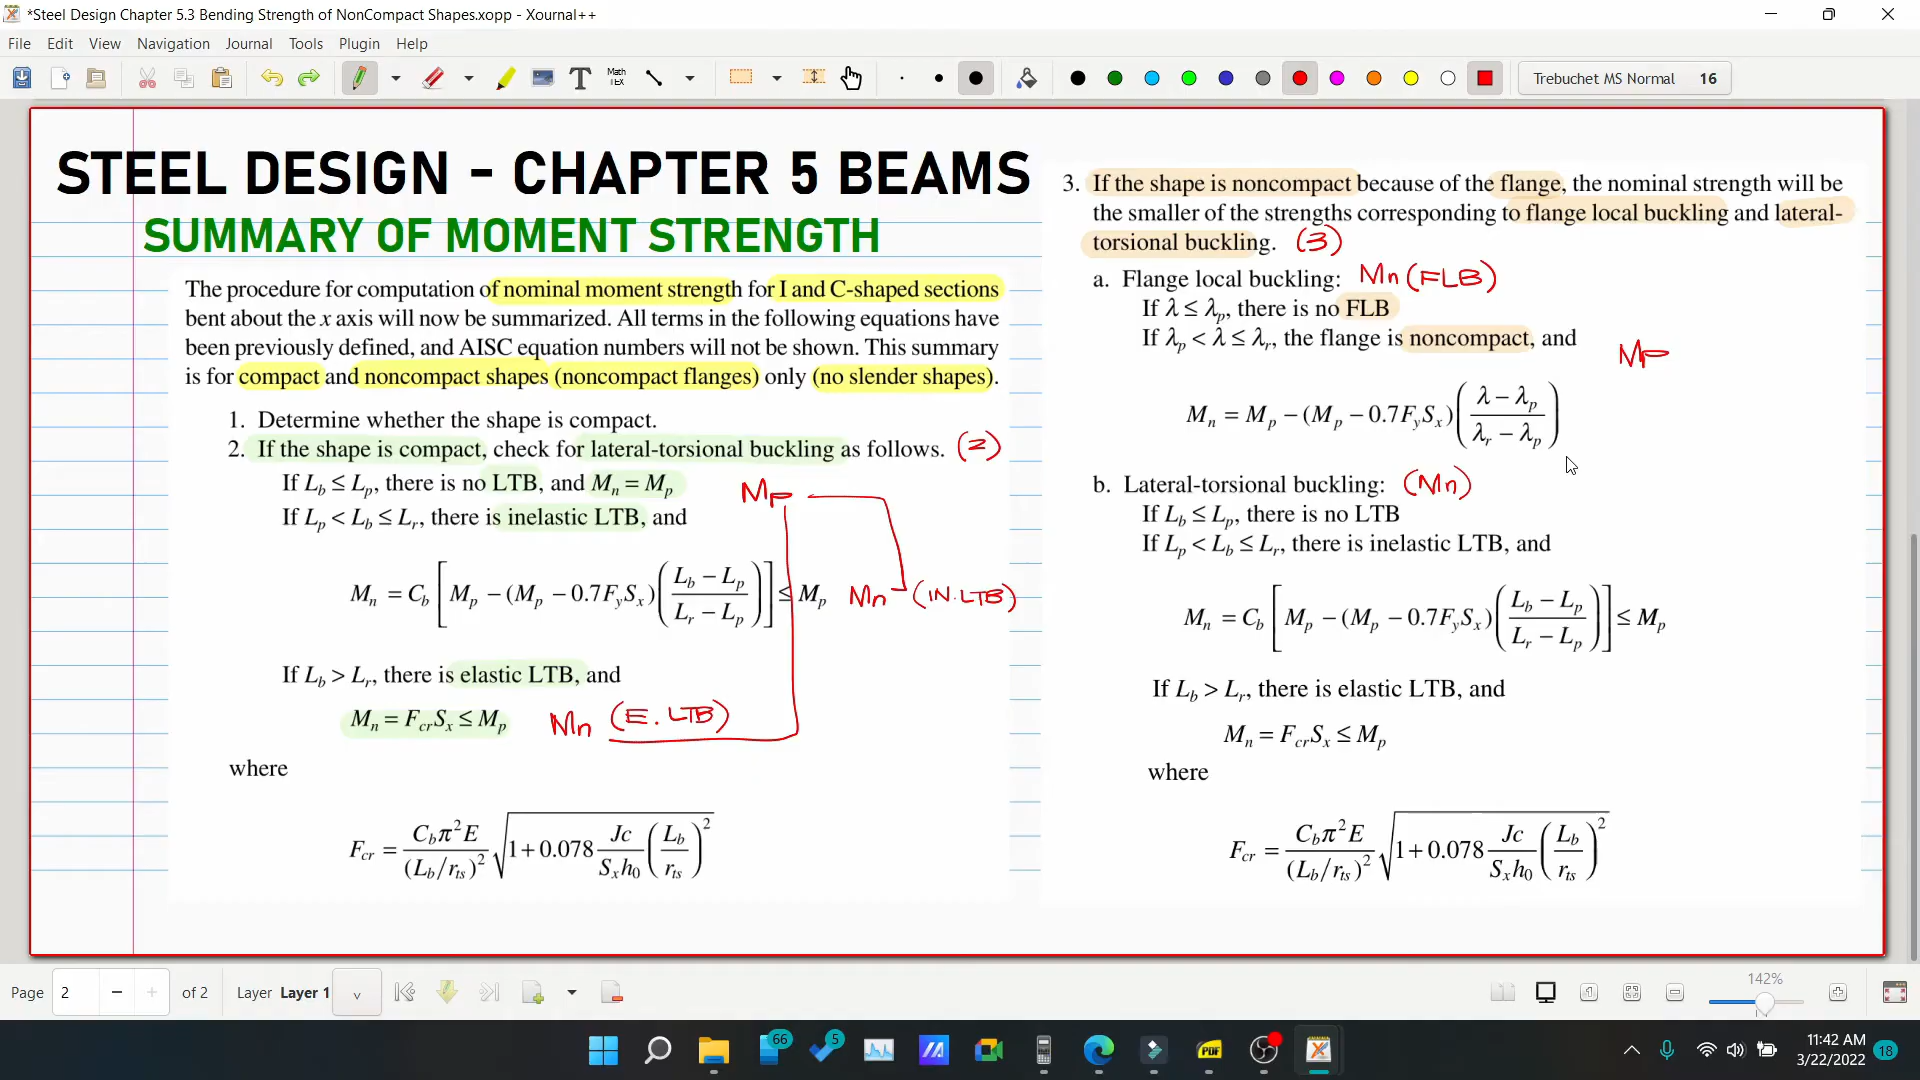 *Steel Design Chapter 5.3 Bending Strength of NonCompact Shapes.xopp - Xournal++
File Edit View Navigation Journal Tools Plugin Help
Math
TEX
Trebuchet MS Normal 16
STEEL DESIGN - CHAPTER 5 BEAMS
SUMMARY OF MOMENT STRENGTH
The procedure for computation of nominal moment strength for I and C-shaped sections
bent about the x axis will now be summarized. All terms in the following equations have
been previously defined, and AISC equation numbers will not be shown. This summary
is for compact and noncompact shapes (noncompact flanges) only (no slender shapes).
1. Determine whether the shape is compact.
2. If the shape is compact, check for lateral-torsional buckling as follows. (2)
If L_b ≤ L_p, there is no LTB, and M_n = M_p
Mp
If L_p < L_b ≤ L_r, there is inelastic LTB, and
M_n = C_b [M_p − (M_p − 0.7F_yS_x)((L_b − L_p)/(L_r − L_p))] ≤ M_p
Mn (IN.LTB)
If L_b > L_r, there is elastic LTB, and
M_n = F_crS_x ≤ M_p
Mn (E. LTB)
where
F_cr = C_bπ²E/(L_b/r_ts)² √(1 + 0.078 Jc/(S_xh_0) (L_b/r_ts)²)
3. If the shape is noncompact because of the flange, the nominal strength will be
the smaller of the strengths corresponding to flange local buckling and lateral-
torsional buckling. (3)
a. Flange local buckling: Mn (FLB)
If λ ≤ λ_p, there is no FLB
If λ_p < λ ≤ λ_r, the flange is noncompact, and
Mp
M_n = M_p − (M_p − 0.7F_yS_x)((λ − λ_p)/(λ_r − λ_p))
b. Lateral-torsional buckling: (Mn)
If L_b ≤ L_p, there is no LTB
If L_p < L_b ≤ L_r, there is inelastic LTB, and
M_n = C_b [M_p − (M_p − 0.7F_yS_x)((L_b − L_p)/(L_r − L_p))] ≤ M_p
If L_b > L_r, there is elastic LTB, and
M_n = F_crS_x ≤ M_p
where
F_cr = C_bπ²E/(L_b/r_ts)² √(1 + 0.078 Jc/(S_xh_0) (L_b/r_ts)²)
Page 2 of 2 Layer Layer 1
142%
66
5
PDF
11:42 AM
3/22/2022
18